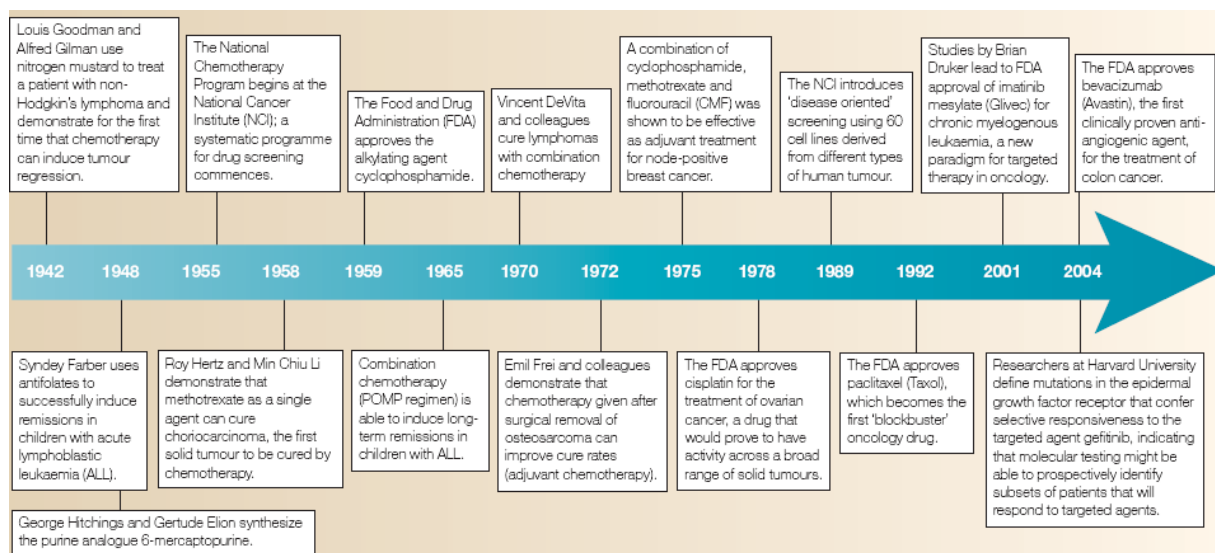 Louis Goodman and
Alfred Gilman use
nitrogen mustard to treat
a patient with non-
Hodgkin's lymphoma and
demonstrate for the first
time that chemotherapy
can induce tumour
regression.
The National
Chemotherapy
Program begins at the
National Cancer
Institute (NCI); a
systematic programme
for drug screening
commences.
The Food and Drug
Administration (FDA)
approves the
alkylating agent
cyclophosphamide.
Vincent DeVita
and colleagues
cure lymphomas
with combination
chemotherapy
A combination of
cyclophosphamide,
methotrexate and
fluorouracil (CMF) was
shown to be effective
as adjuvant treatment
for node-positive
breast cancer.
The NCI introduces
'disease oriented'
screening using 60
cell lines derived
from different types
of human tumour.
Studies by Brian
Druker lead to FDA
approval of imatinib
mesylate (Glivec) for
chronic myelogenous
leukaemia, a new
paradigm for targeted
therapy in oncology.
The FDA approves
bevacizumab
(Avastin), the first
clinically proven anti-
angiogenic agent,
for the treatment of
colon cancer.
1942 1948 1955 1958 1959 1965 1970 1972 1975 1978 1989 1992 2001 2004
Syndey Farber uses
antifolates to
successfully induce
remissions in
children with acute
lymphoblastic
leukaemia (ALL).
George Hitchings and Gertude Elion synthesize
the purine analogue 6-mercaptopurine.
Roy Hertz and Min Chiu Li
demonstrate that
methotrexate as a single
agent can cure
choriocarcinoma, the first
solid tumour to be cured by
chemotherapy.
Combination
chemotherapy
(POMP regimen) is
able to induce long-
term remissions in
children with ALL.
Emil Frei and colleagues
demonstrate that
chemotherapy given after
surgical removal of
osteosarcoma can
improve cure rates
(adjuvant chemotherapy).
The FDA approves
cisplatin for the
treatment of ovarian
cancer, a drug that
would prove to have
activity across a broad
range of solid tumours.
The FDA approves
paclitaxel (Taxol),
which becomes the
first 'blockbuster'
oncology drug.
Researchers at Harvard University
define mutations in the epidermal
growth factor receptor that confer
selective responsiveness to the
targeted agent gefitinib, indicating
that molecular testing might be
able to prospectively identify
subsets of patients that will
respond to targeted agents.